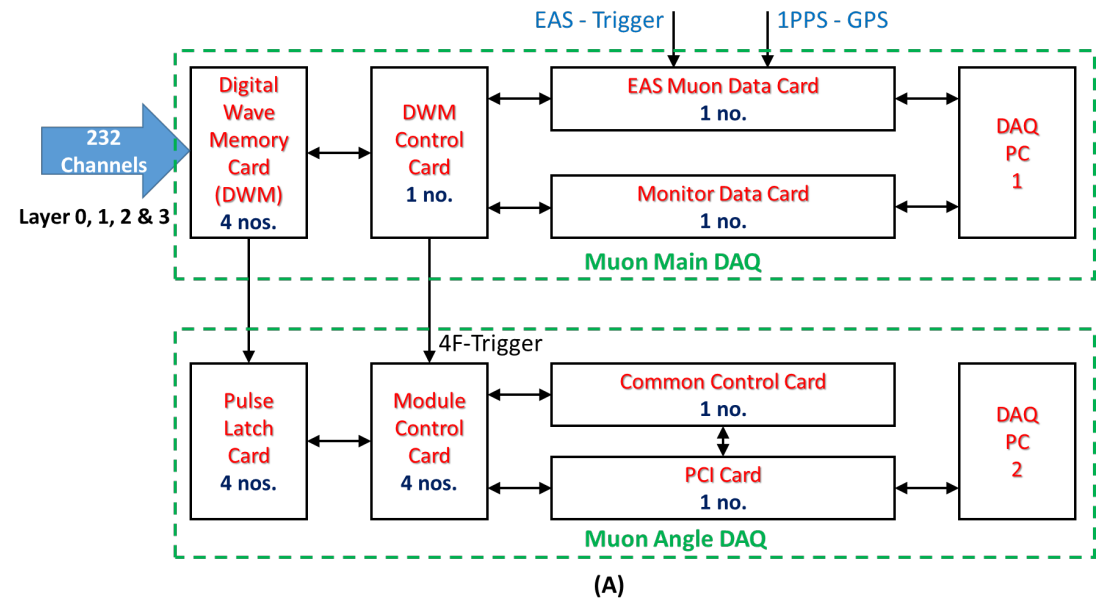 EAS - Trigger
1PPS - GPS
232
Channels
Layer 0, 1, 2 & 3
Digital
Wave
Memory
Card
(DWM)
4 nos.
DWM
Control
Card
1 no.
EAS Muon Data Card
1 no.
Monitor Data Card
1 no.
DAQ
PC
1
Muon Main DAQ
4F-Trigger
Pulse
Latch
Card
4 nos.
Module
Control
Card
4 nos.
Common Control Card
1 no.
PCI Card
1 no.
DAQ
PC
2
Muon Angle DAQ
(A)